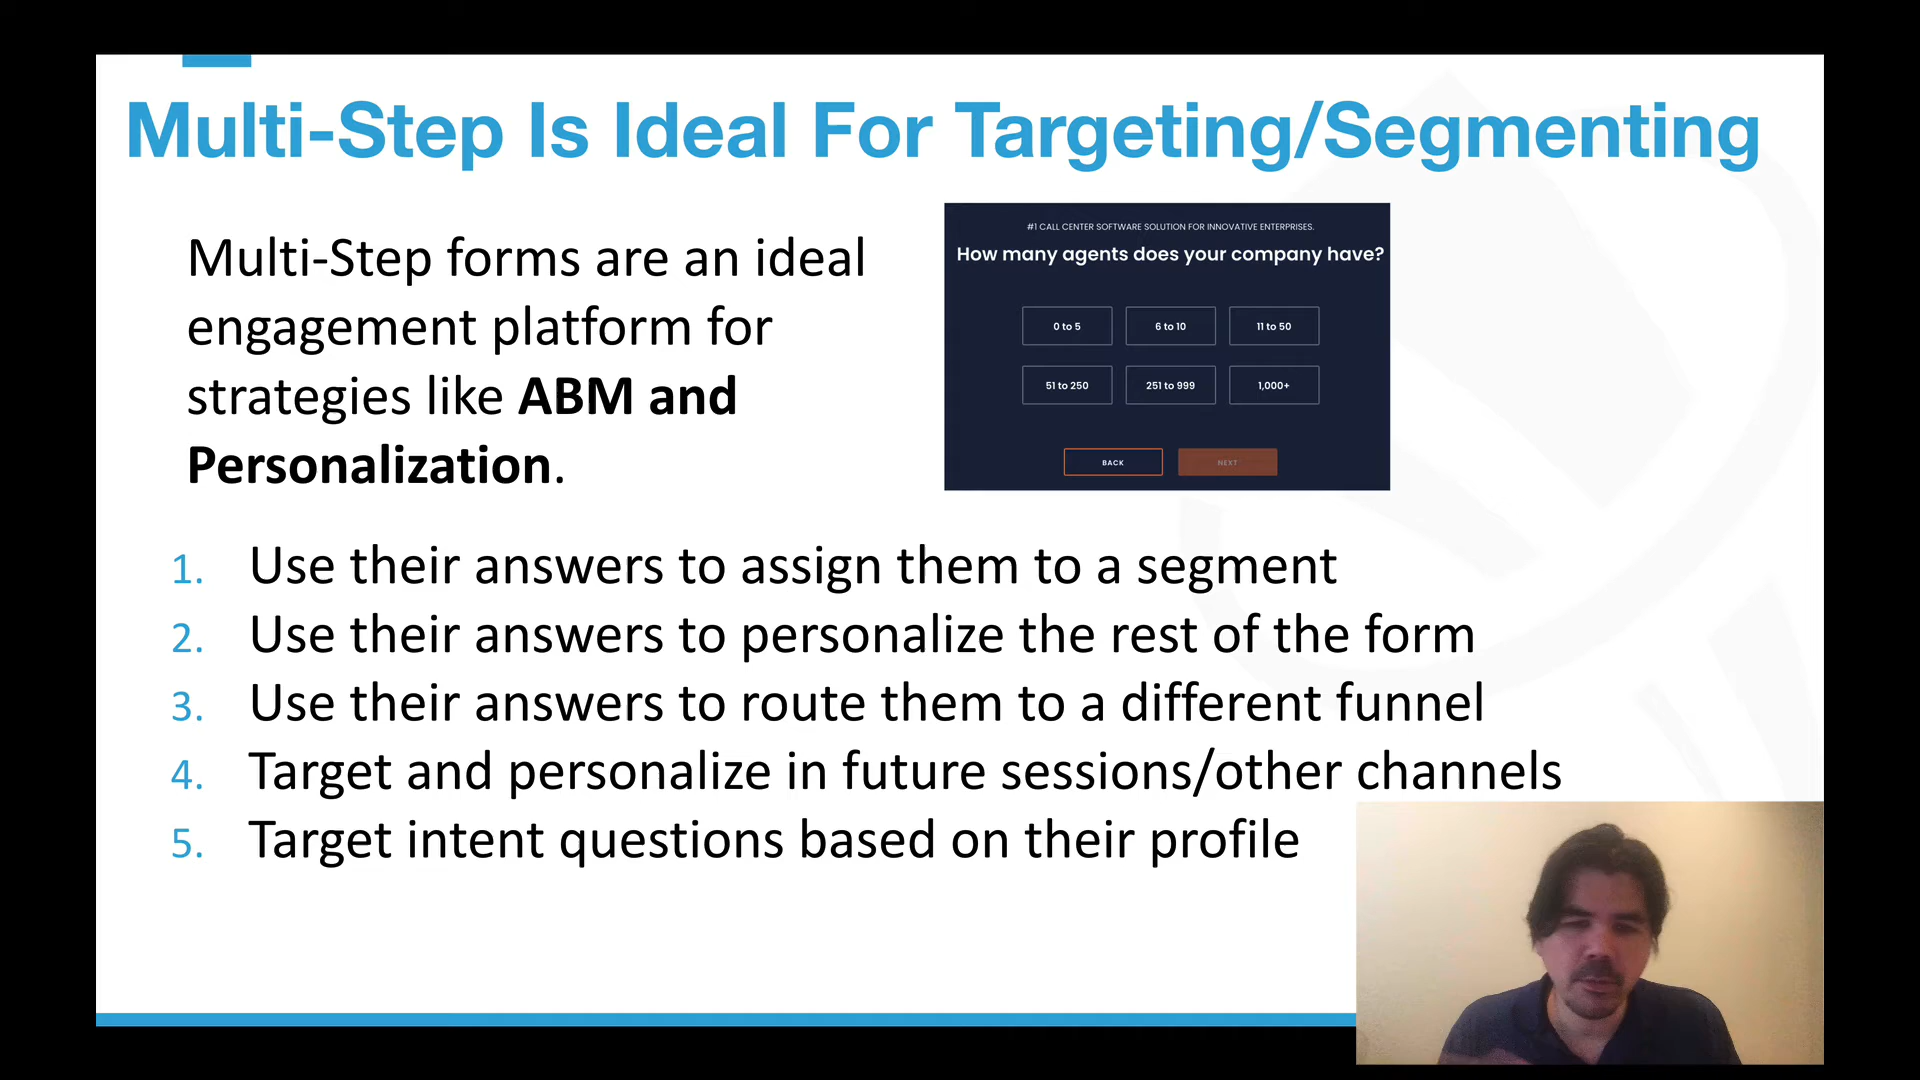 Multi-Step Is Ideal For Targeting/Segmenting
Multi-Step forms are an ideal
engagement platform for
strategies like ABM and
Personalization.
#1 CALL CENTER SOFTWARE SOLUTION FOR INNOVATIVE ENTERPRISES.
How many agents does your company have?
0 to 5 6 to 10 11 to 50
51 to 250 251 to 999 1,000+
BACK NEXT
1. Use their answers to assign them to a segment
2. Use their answers to personalize the rest of the form
3. Use their answers to route them to a different funnel
4. Target and personalize in future sessions/other channels
5. Target intent questions based on their profile